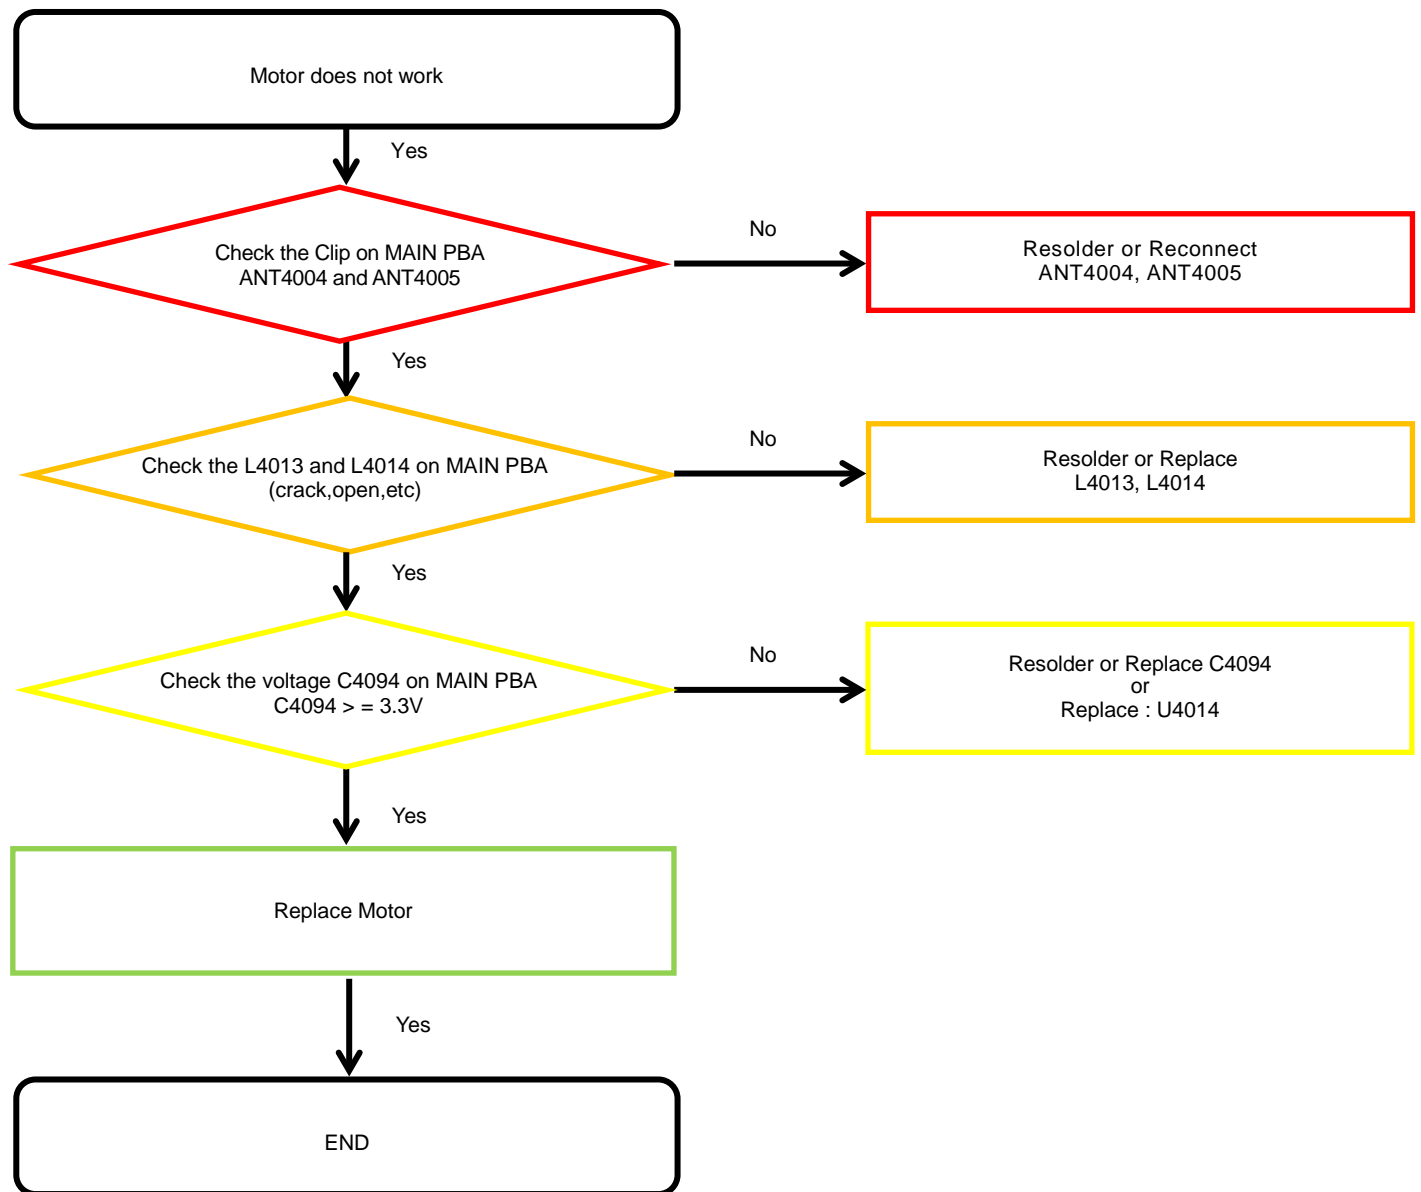 Motor does not work
Yes
Check the Clip on MAIN PBA
ANT4004 and ANT4005
No
Resolder or Reconnect
ANT4004, ANT4005
Yes
Check the L4013 and L4014 on MAIN PBA
(crack,open,etc)
No
Resolder or Replace
L4013, L4014
Yes
Check the voltage C4094 on MAIN PBA
C4094 > = 3.3V
No
Resolder or Replace C4094
or
Replace : U4014
Yes
Replace Motor
Yes
END